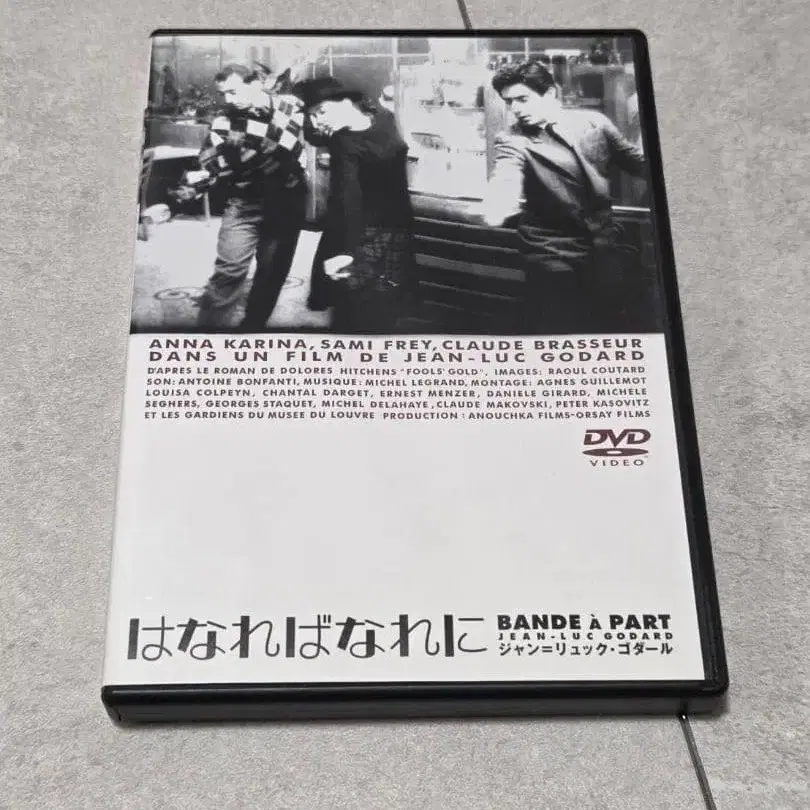 ANNA KARINA, SAMI FREY, CLAUDE BRASSEUR
DANS UN FILM DE JEAN-LUC GODARD
D'APRES LE ROMAN DE DOLORES HITCHENS "FOOLS' GOLD", IMAGES: RAOUL COUTARD
SON: ANTOINE BONFANTI, MUSIQUE: MICHEL LEGRAND, MONTAGE: AGNES GUILLEMOT
LOUISA COLPEYN, CHANTAL DARGET, ERNEST MENZER, DANIELE GIRARD, MICHELE
SEGHERS, GEORGES STAQUET, MICHEL DELAHAYE, CLAUDE MAKOVSKI, PETER KASOVITZ
ET LES GARDIENS DU MUSEE DU LOUVRE PRODUCTION: ANOUCHKA FILMS-ORSAY FILMS
DVD
VIDEO
はなればなれに
BANDE à PART
JEAN-LUC GODARD
ジャン=リュック・ゴダール